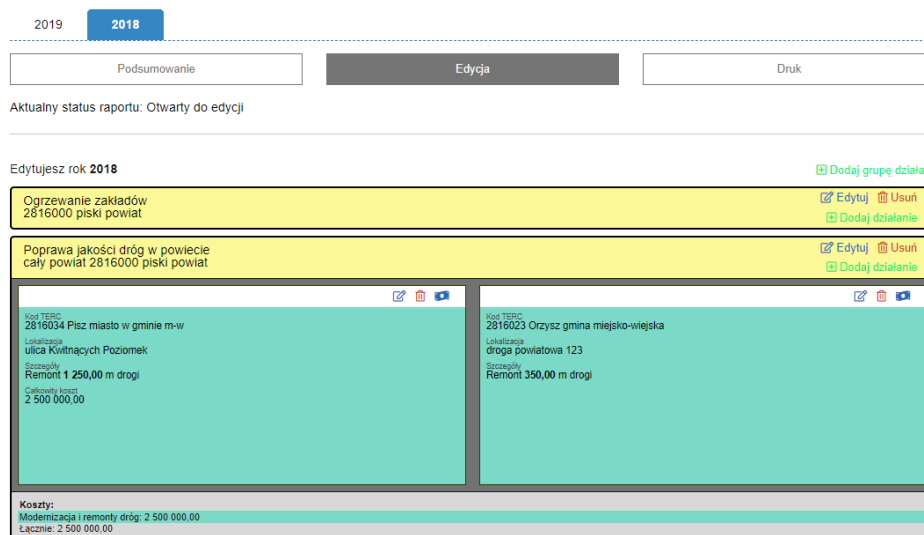 2019 2018
Podsumowanie Edycja Druk
Aktualny status raportu: Otwarty do edycji
Edytujesz rok 2018
Dodaj grupę działa
Ogrzewanie zakładów
2816000 piski powiat
Edytuj Usuń
Dodaj działanie
Poprawa jakości dróg w powiecie
cały powiat 2816000 piski powiat
Edytuj Usuń
Dodaj działanie
Kod TERC
2816034 Pisz miasto w gminie m-w
Lokalizacja
ulica Kwitnących Poziomek
Szczegóły
Remont 1 250,00 m drogi
Całkowity koszt
2 500 000,00
Kod TERC
2816023 Orzysz gmina miejsko-wiejska
Lokalizacja
droga powiatowa 123
Szczegóły
Remont 350,00 m drogi
Koszty:
Modernizacja i remonty dróg: 2 500 000,00
Łącznie: 2 500 000,00